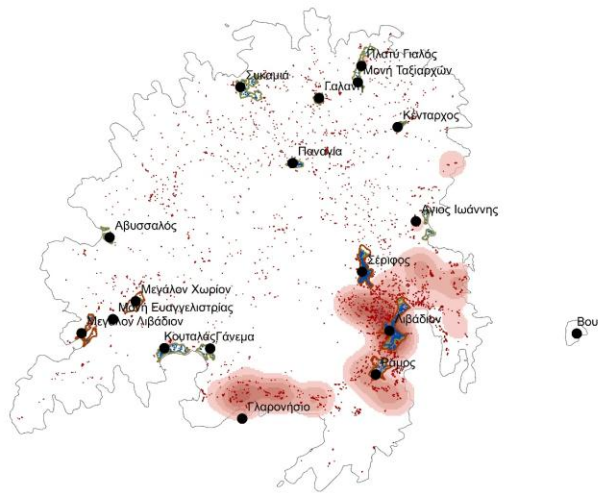 Πλατύ Γιαλός
Συκαμιά
Μονή Ταξιαρχών
Γαλανή
Κένταρχος
Παναγία
Άγιος Ιωάννης
Αβυσσαλός
Σέριφος
Μεγάλον Χωρίον
Μονή Ευαγγελιστρίας
Μεγάλον Λιβάδιον
Λιβάδιον
Βου
Κουταλάς
Γάνεμα
Ράμος
Γλαρονήσιο